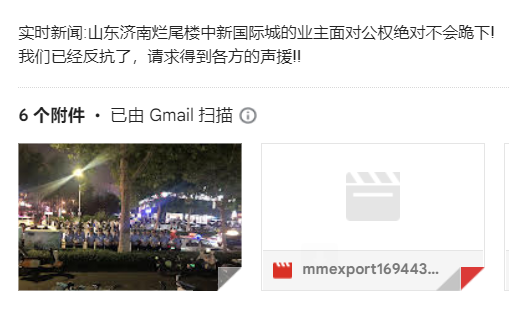 实时新闻:山东济南烂尾楼中新国际城的业主面对公权绝对不会跪下!
我们已经反抗了，请求得到各方的声援!!
6 个附件 • 已由 Gmail 扫描
mmexport169443...